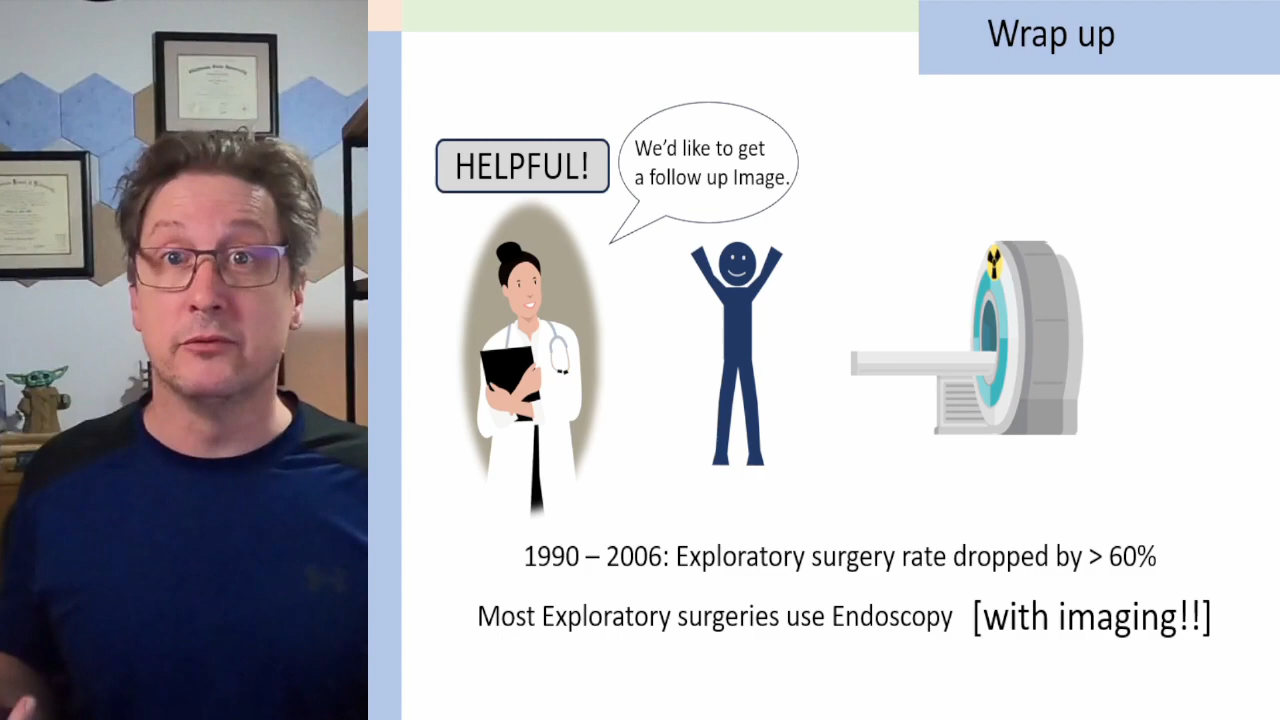 Wrap up
HELPFUL!
We'd like to get
a follow up Image.
1990 – 2006: Exploratory surgery rate dropped by > 60%
Most Exploratory surgeries use Endoscopy [with imaging!!]